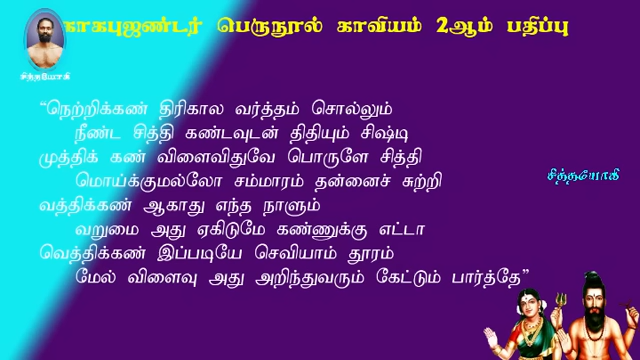 காகபுஜண்டர் பெருநூல் காவியம் 2ஆம் பதிப்பு
சித்தயோகி
“நெற்றிக்கண் திரிகால வர்த்தம் சொல்லும்
நீண்ட சித்தி கண்டவுடன் திதியும் சிஷ்டி
முத்திக் கண் விளைவிதுவே பொருளே சித்தி
மொய்க்குமல்லோ சம்மாரம் தன்னைச் சுற்றி
சித்தயோகி
வத்திக்கண் ஆகாது எந்த நாளும்
வறுமை அது ஏகிடுமே கண்ணுக்கு எட்டா
வெத்திக்கண் இப்படியே செவியாம் தூரம்
மேல் விளைவு அது அறிந்துவரும் கேட்டும் பார்த்தே”